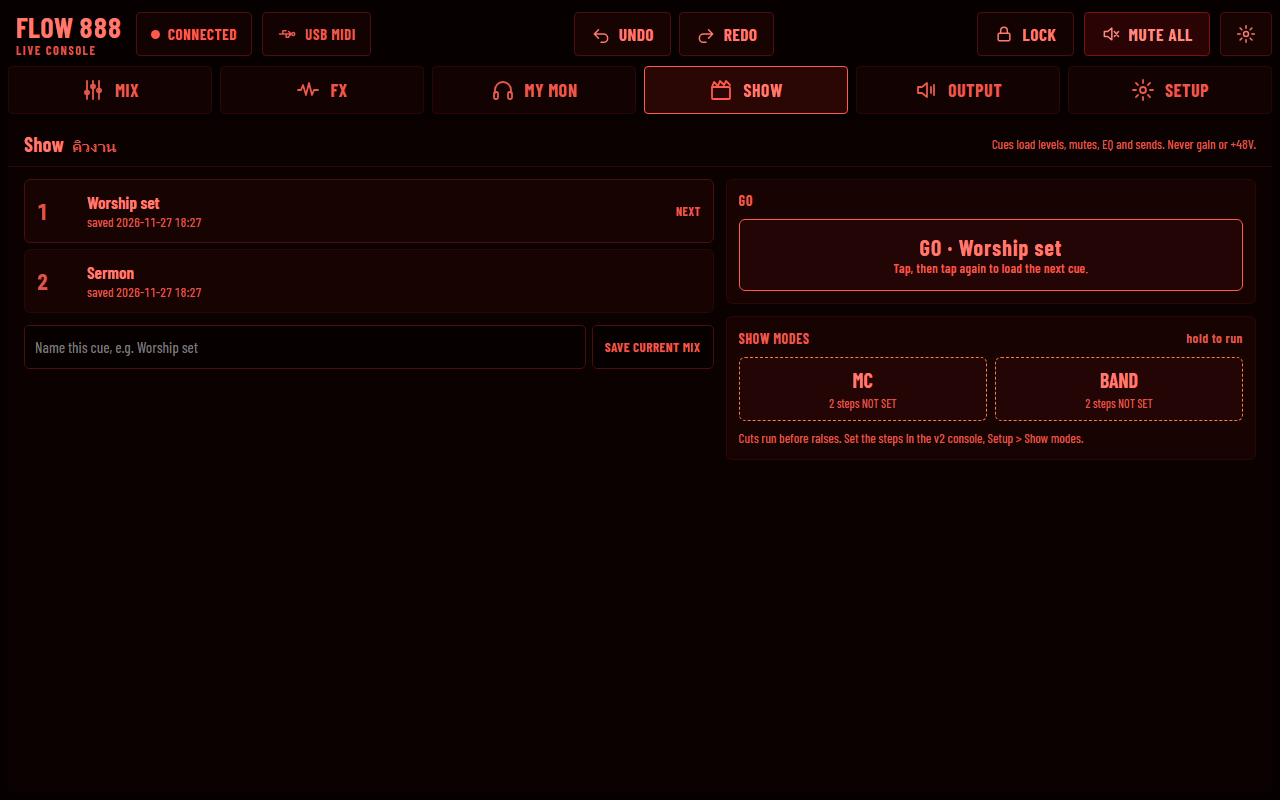 FLOW 888
LIVE CONSOLE
CONNECTED
USB MIDI
UNDO
REDO
LOCK
MUTE ALL
MIX
FX
MY MON
SHOW
OUTPUT
SETUP
Show คิวงาน
Cues load levels, mutes, EQ and sends. Never gain or +48V.
1
Worship set
saved 2026-11-27 18:27
NEXT
2
Sermon
saved 2026-11-27 18:27
Name this cue, e.g. Worship set
SAVE CURRENT MIX
GO
GO · Worship set
Tap, then tap again to load the next cue.
SHOW MODES
hold to run
MC
2 steps NOT SET
BAND
2 steps NOT SET
Cuts run before raises. Set the steps in the v2 console, Setup > Show modes.